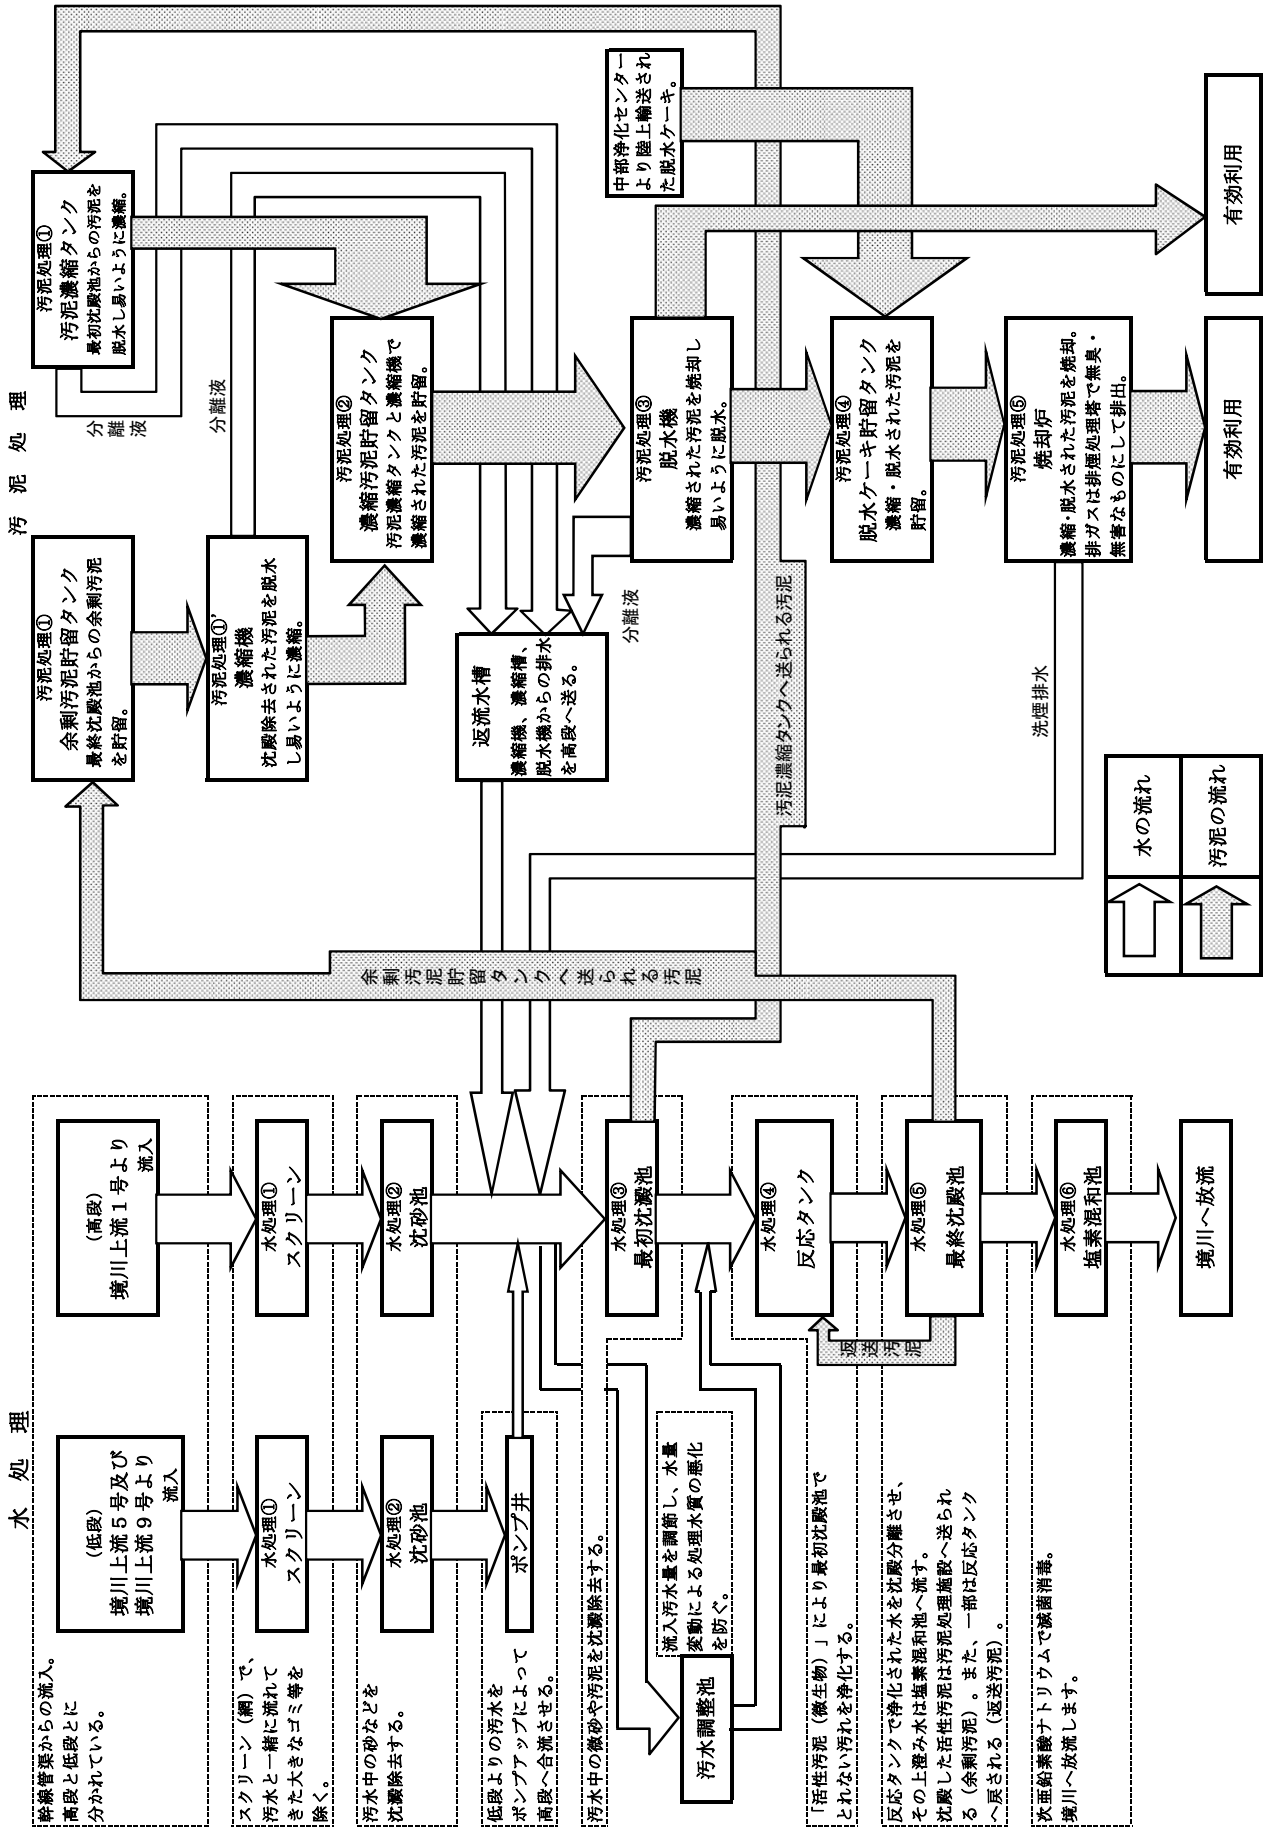 水 処 理
幹線管渠からの流入。
高段と低段とに
分かれている。
(低段)
境川上流5号及び
境川上流9号より
流入
(高段)
境川上流11号より
流入
スクリーン（網）で、
汚水と一緒に流れて
きた大きなゴミ等を
除く。
水処理①
スクリーン
水処理①
スクリーン
汚水中の砂などを
沈澱除去する。
水処理②
沈砂池
水処理②
沈砂池
低段よりの汚水を
ポンプアップによって
高段へ合流させる。
ポンプ井
汚水中の微砂や汚泥を沈澱除去する。
水処理③
最初沈澱池
汚水調整池
流入汚水量を調節し、水量
変動による処理水質の悪化
を防ぐ。
「活性汚泥（微生物）」により最初沈澱池で
とれない汚れを浄化する。
水処理④
反応タンク
返送汚泥
反応タンクで浄化された水を沈殿分離させ、
その上澄み水は塩素混和池へ流す。
沈殿した活性汚泥は汚泥処理施設へ送られ
る（余剰汚泥）。また、一部は反応タンク
へ戻される（返送汚泥）。
水処理⑤
最終沈殿池
次亜鉛素酸ナトリウムで滅菌消毒。
境川へ放流します。
水処理⑥
塩素混和池
境川へ放流
汚 泥 処 理
汚泥処理①
余剰汚泥貯留タンク
最終沈殿池からの余剰汚泥
を貯留。
汚泥処理①
汚泥濃縮タンク
最初沈殿池からの汚泥を
脱水し易いように濃縮。
分離液
汚泥処理①’
濃縮機
沈殿除去された汚泥を脱水
し易いように濃縮。
分離液
汚泥処理②
濃縮汚泥貯留タンク
汚泥濃縮タンクと濃縮機で
濃縮された汚泥を貯留。
余剰汚泥貯留タンクへ送られる汚泥
返流水槽
濃縮機、濃縮槽、
脱水機からの排水
を高段へ送る。
分離液
汚泥処理③
脱水機
濃縮された汚泥を焼却し
易いように脱水。
中部浄化センター
より陸上輸送され
た脱水ケーキ。
汚泥濃縮タンクへ送られる汚泥
汚泥処理④
脱水ケーキ貯留タンク
濃縮・脱水された汚泥を
貯留。
汚泥処理⑤
焼却炉
濃縮・脱水された汚泥を焼却。
排ガスは排煙処理塔で無臭・
無害なものにして排出。
洗煙排水
水の流れ
汚泥の流れ
有効利用
有効利用